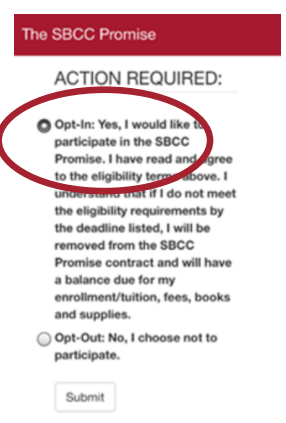 The SBCC Promise
ACTION REQUIRED:
Opt-In: Yes, I would like to
participate in the SBCC
Promise. I have read and agree
to the eligibility terms above. I
understand that if I do not meet
the eligibility requirements by
the deadline listed, I will be
removed from the SBCC
Promise contract and will have
a balance due for my
enrollment/tuition, fees, books
and supplies.
Opt-Out: No, I choose not to
participate.
Submit